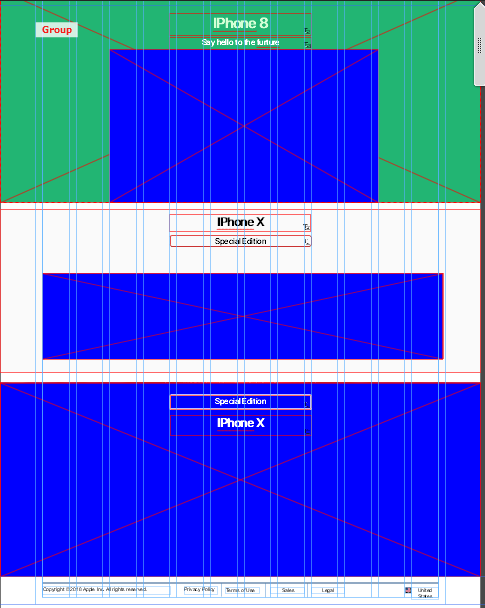 IPhone 8
Group
Say hello to the furture
IPhone X
Special Edition
Special Edition
IPhone X
Copyright © 2018 Apple Inc. All rights reserved. Privacy Policy Terms of Use Sales Legal United States